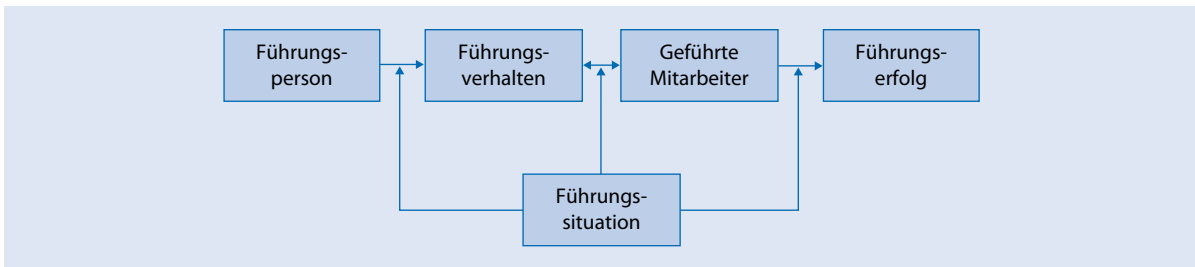 Führungs-
person
Führungs-
verhalten
Geführte
Mitarbeiter
Führungs-
erfolg
Führungs-
situation